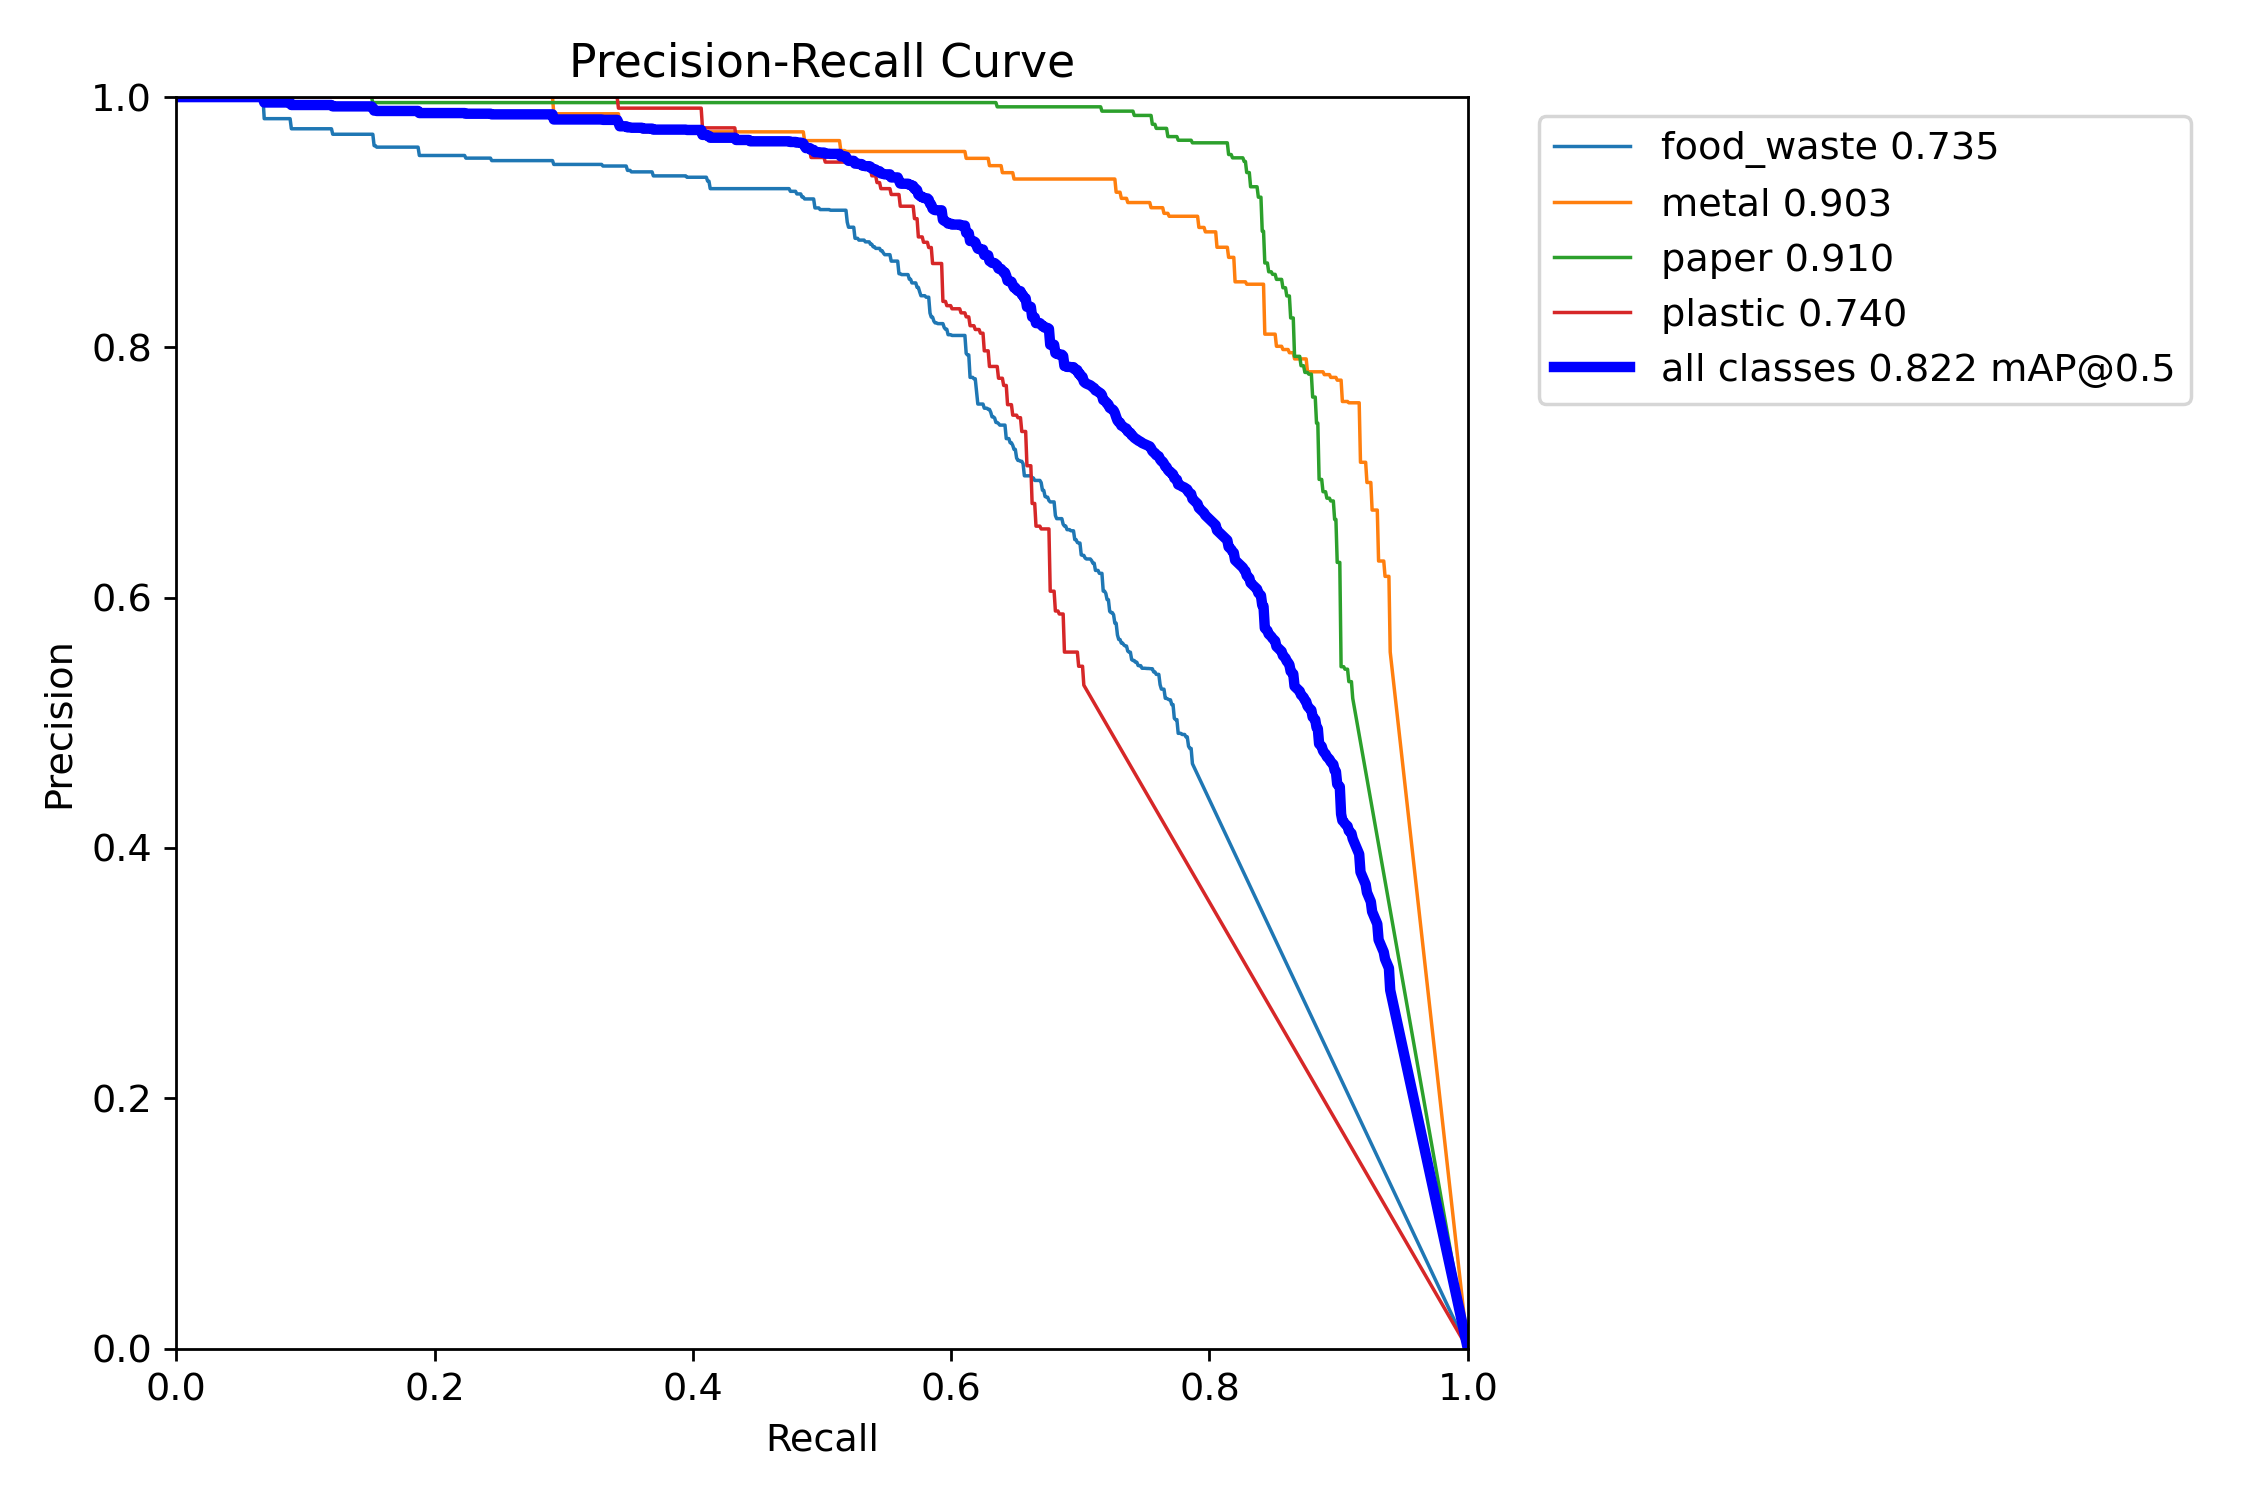 Precision-Recall Curve
1.0
0.8
0.6
0.4
0.2
0.0
Precision
0.0 0.2 0.4 0.6 0.8 1.0
Recall
food_waste 0.735
metal 0.903
paper 0.910
plastic 0.740
all classes 0.822 mAP@0.5